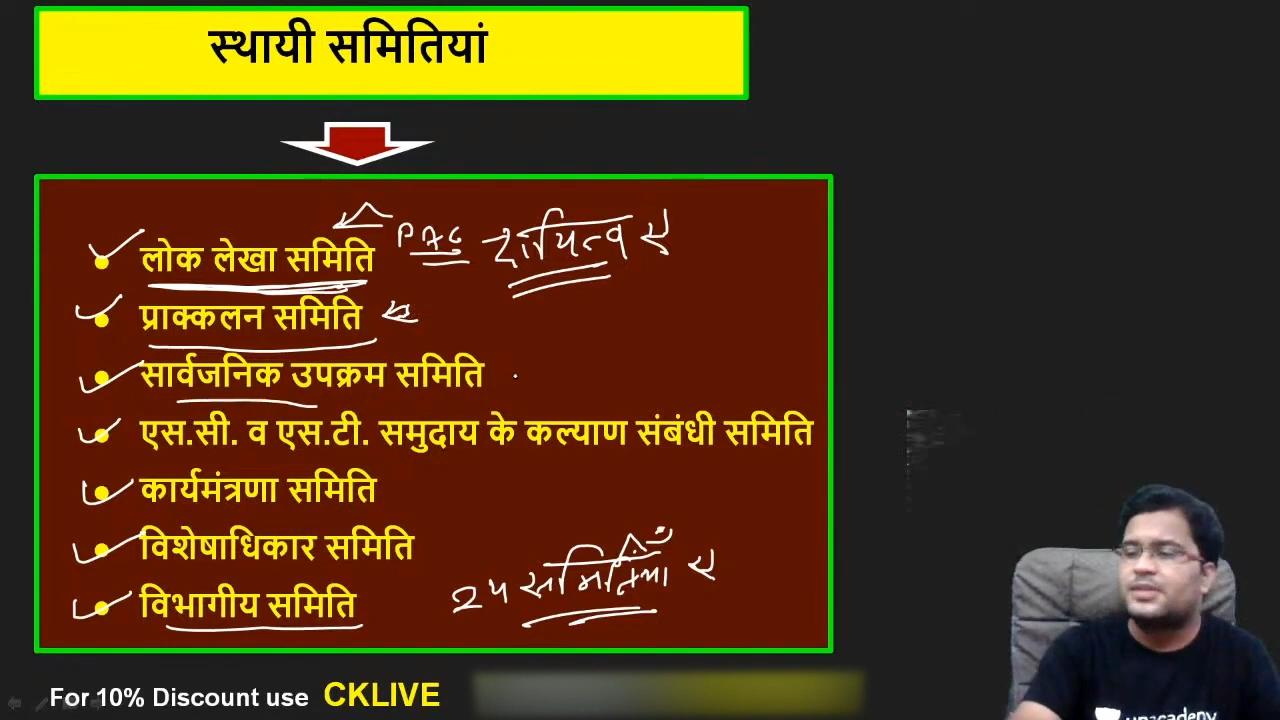 स्थायी समितियां
लोक लेखा समिति PAC दायित्व
प्राक्कलन समिति
सार्वजनिक उपक्रम समिति
एस.सी. व एस.टी. समुदाय के कल्याण संबंधी समिति
कार्यमंत्रणा समिति
विशेषाधिकार समिति
विभागीय समिति समितियां
For 10% Discount use CKLIVE
unacademy